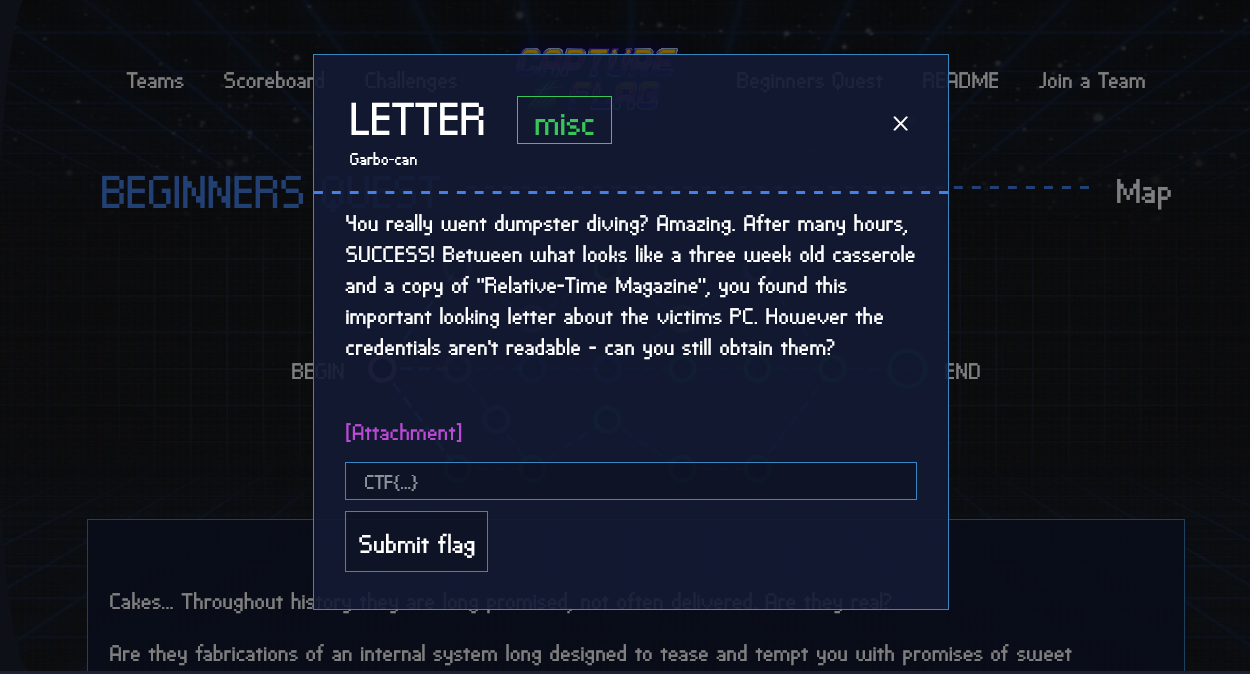 CAPTURE
FLAG
Teams Scoreboard Challenges Beginners Quest README Join a Team
LETTER misc
Garbo-can
BEGINNERS QUEST Map
You really went dumpster diving? Amazing. After many hours,
SUCCESS! Between what looks like a three week old casserole
and a copy of "Relative-Time Magazine", you found this
important looking letter about the victims PC. However the
credentials aren't readable - can you still obtain them?
BEGIN END
[Attachment]
CTF{...}
Submit flag
Cakes... Throughout history they are long promised, not often delivered. Are they real?
Are they fabrications of an internal system long designed to tease and tempt you with promises of sweet